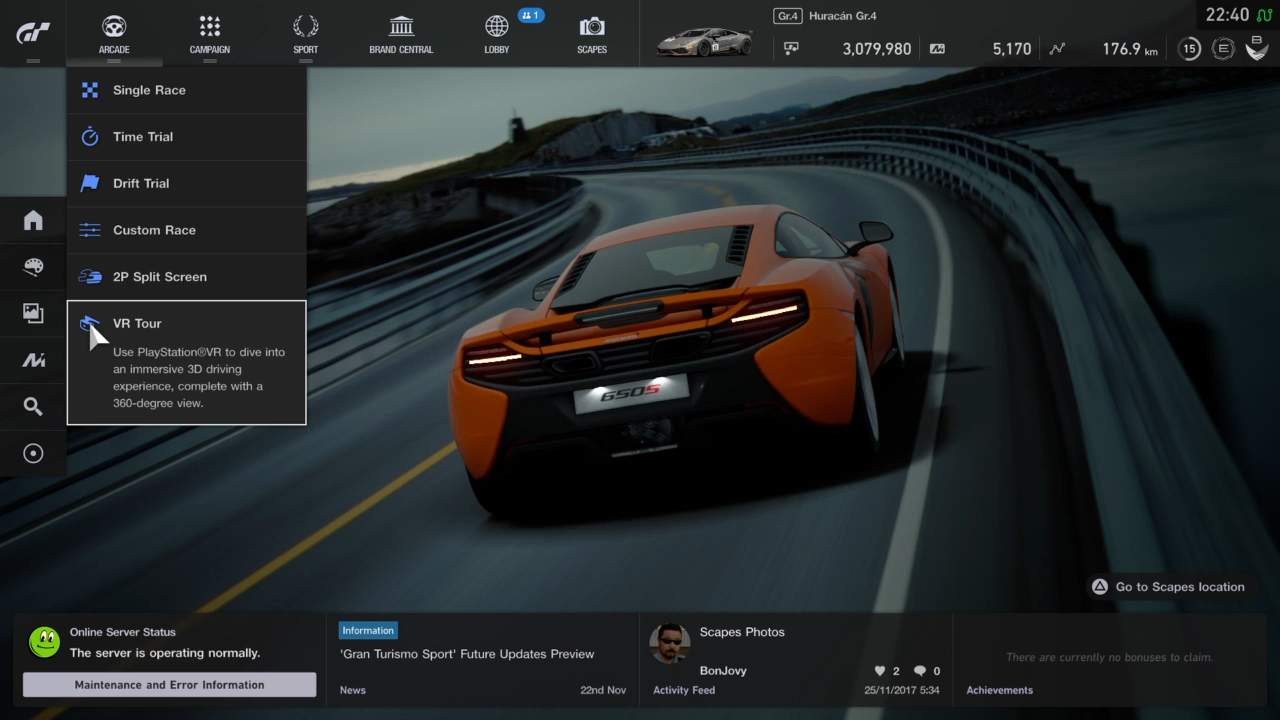 ARCADE
CAMPAIGN
SPORT
BRAND CENTRAL
LOBBY
1
SCAPES
Gr.4 Huracán Gr.4
3,079,980
5,170
176.9 km
15
E
B
22:40
Single Race
Time Trial
Drift Trial
Custom Race
2P Split Screen
VR Tour
Use PlayStation®VR to dive into
an immersive 3D driving
experience, complete with a
360-degree view.
650S
Go to Scapes location
Online Server Status
The server is operating normally.
Maintenance and Error Information
Information
'Gran Turismo Sport' Future Updates Preview
News 22nd Nov
Scapes Photos
BonJovy
2 0
Activity Feed 25/11/2017 5:34
There are currently no bonuses to claim.
Achievements